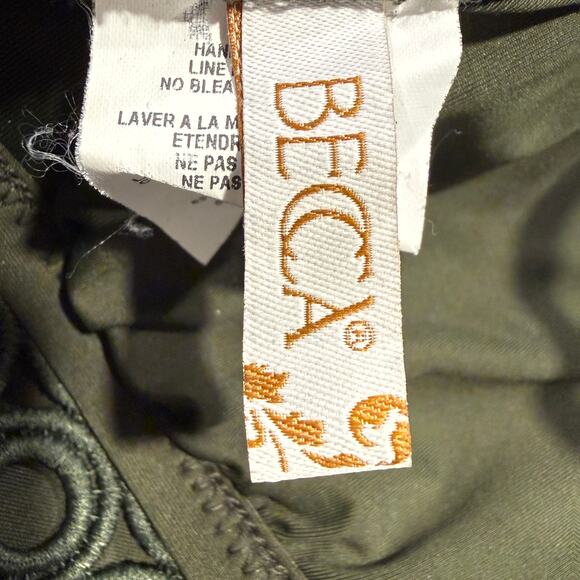 HAN
LINE
NO BLEA
LAVER A LA M
ETENDR
NE PAS
NE PAS
BECCA®